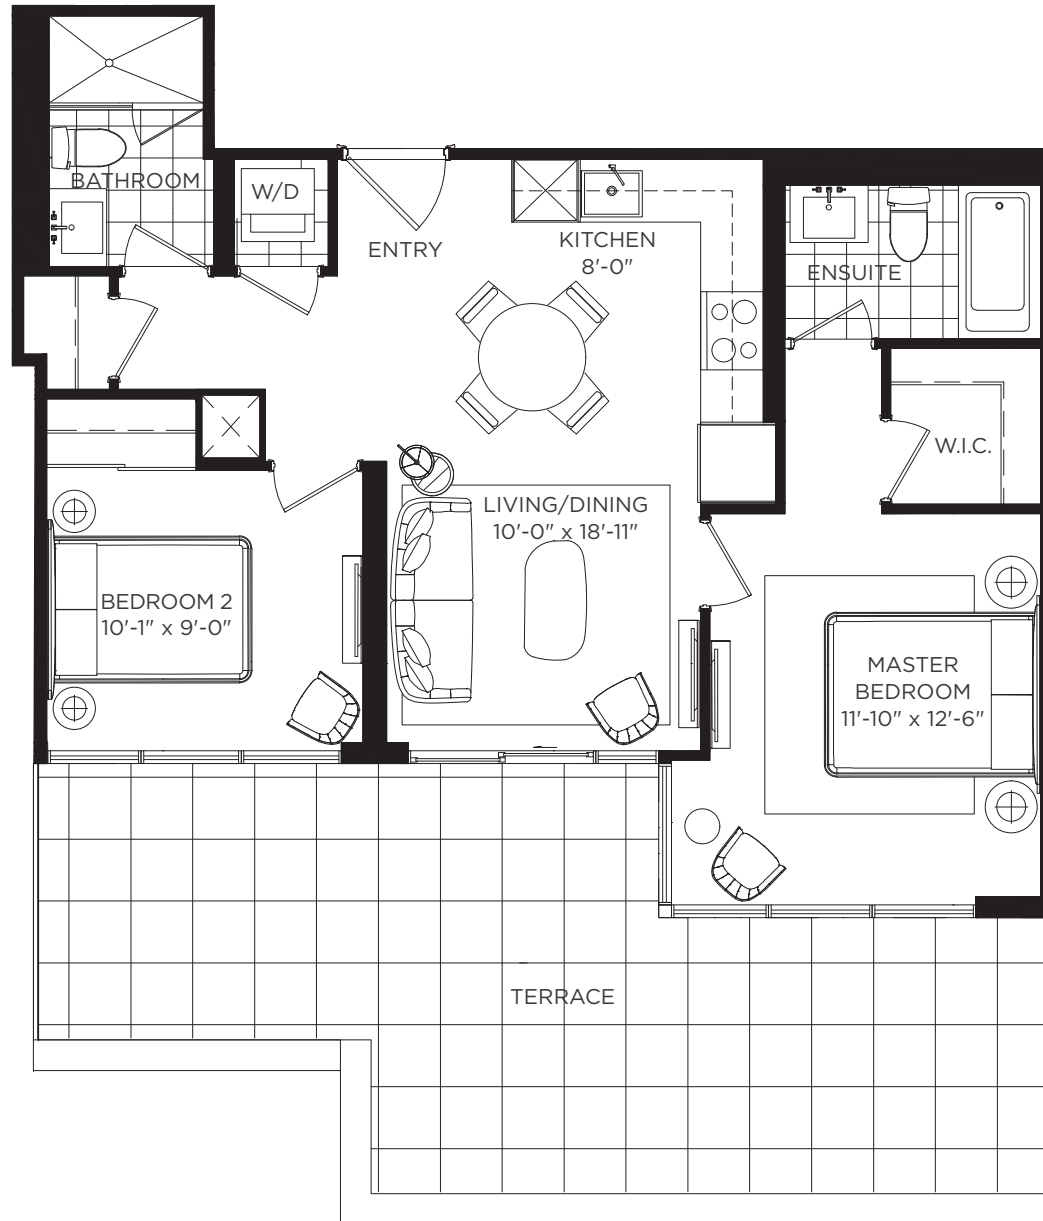 BATHROOM
W/D
ENTRY
KITCHEN
8'-0"
ENSUITE
W.I.C.
LIVING/DINING
10'-0" x 18'-11"
BEDROOM 2
10'-1" x 9'-0"
MASTER
BEDROOM
11'-10" x 12'-6"
TERRACE